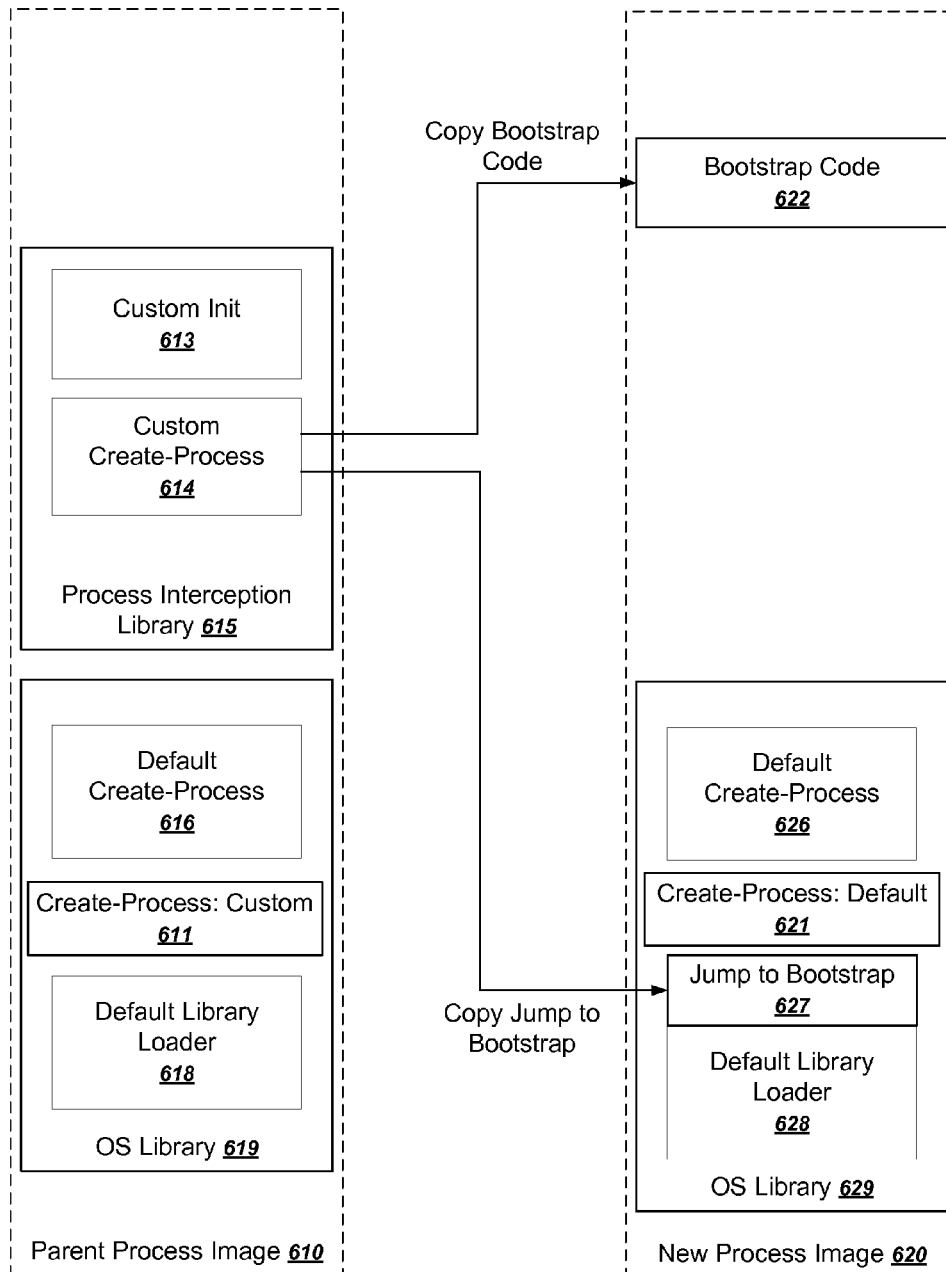 Copy Bootstrap
Code
Bootstrap Code
622
Custom Init
613
Custom
Create-Process
614
Process Interception
Library 615
Default
Create-Process
616
Create-Process: Custom
611
Default Library
Loader
618
OS Library 619
Parent Process Image 610
Copy Jump to
Bootstrap
Default
Create-Process
626
Create-Process: Default
621
Jump to Bootstrap
627
Default Library
Loader
628
OS Library 629
New Process Image 620